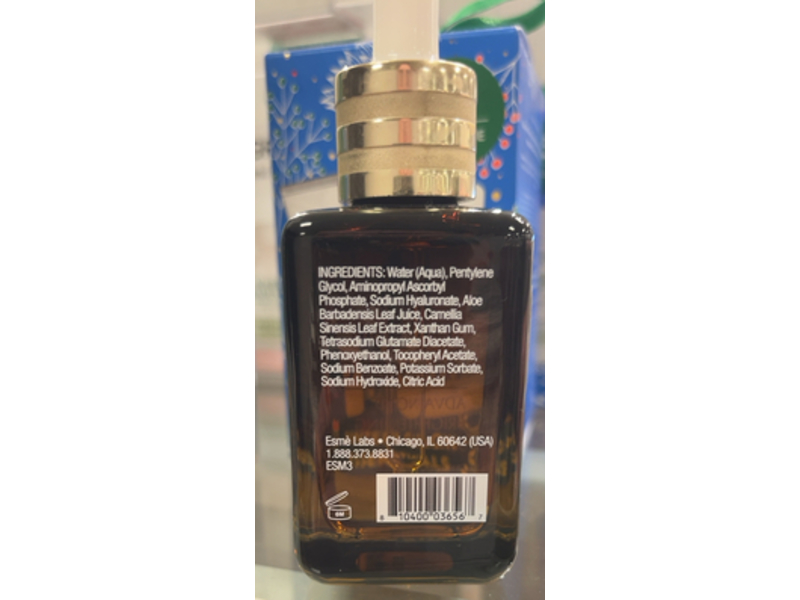 INGREDIENTS: Water (Aqua), Pentylene
Glycol, Aminopropyl Ascorbyl
Phosphate, Sodium Hyaluronate, Aloe
Barbadensis Leaf Juice, Camellia
Sinensis Leaf Extract, Xanthan Gum,
Tetrasodium Glutamate Diacetate,
Phenoxyethanol, Tocopheryl Acetate,
Sodium Benzoate, Potassium Sorbate,
Sodium Hydroxide, Citric Acid
Esmè Labs • Chicago, IL 60642 (USA)
1.888.373.8831
ESM3
6M
8 10400 03656 7